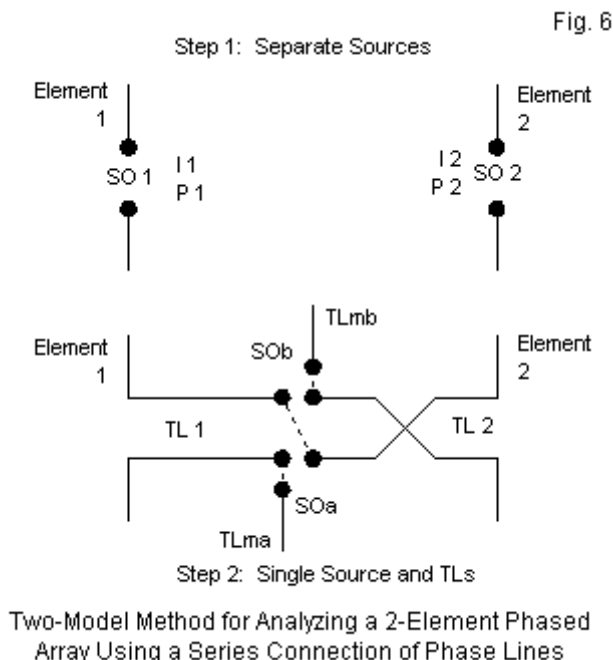 Fig. 6
Step 1: Separate Sources
Element
1
Element
2
SO 1
I 1
P 1
I 2
P 2
SO 2
TLmb
Element
1
SOb
Element
2
TL 1
TL 2
SOa
TLma
Step 2: Single Source and TLs
Two-Model Method for Analyzing a 2-Element Phased
Array Using a Series Connection of Phase Lines